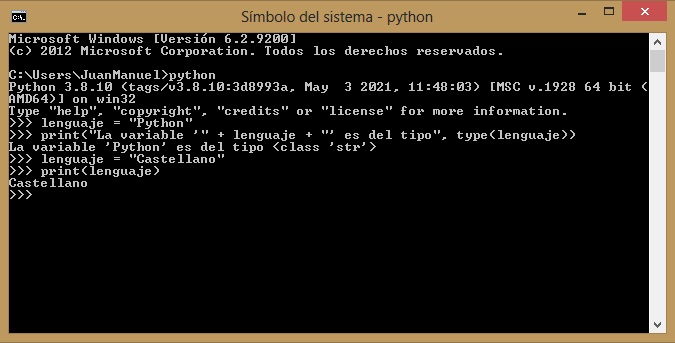 Símbolo del sistema - python
C:\.
Microsoft Windows [Versión 6.2.9200]
(c) 2012 Microsoft Corporation. Todos los derechos reservados.
C:\Users\JuanManuel>python
Python 3.8.10 (tags/v3.8.10:3d8993a, May  3 2021, 11:48:03) [MSC v.1928 64 bit (
AMD64)] on win32
Type "help", "copyright", "credits" or "license" for more information.
>>> lenguaje = "Python"
>>> print("La variable '" + lenguaje + "' es del tipo", type(lenguaje))
La variable 'Python' es del tipo <class 'str'>
>>> lenguaje = "Castellano"
>>> print(lenguaje)
Castellano
>>>